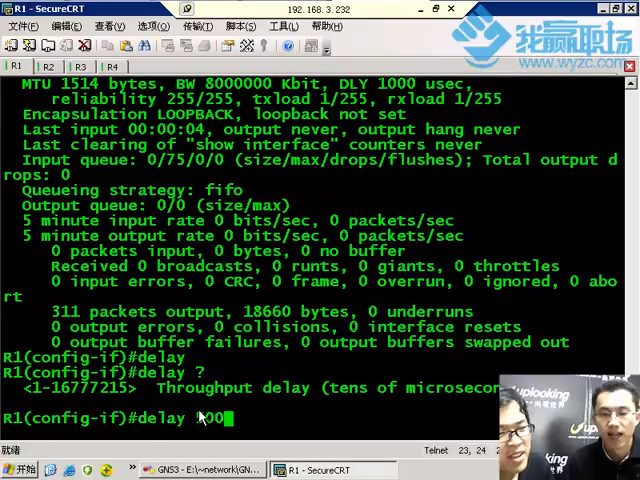 R1 - SecureCRT
192.168.3.232
文件(F) 编辑(E) 查看(V) 选项(O) 传输(T) 脚本(S) 工具(L) 帮助(H)
我赢职场
www.wyzc.com
R1 R2 R3 R4
MTU 1514 bytes, BW 8000000 Kbit, DLY 1000 usec,
reliability 255/255, txload 1/255, rxload 1/255
Encapsulation LOOPBACK, loopback not set
Last input 00:00:04, output never, output hang never
Last clearing of "show interface" counters never
Input queue: 0/75/0/0 (size/max/drops/flushes); Total output d
rops: 0
Queueing strategy: fifo
Output queue: 0/0 (size/max)
5 minute input rate 0 bits/sec, 0 packets/sec
5 minute output rate 0 bits/sec, 0 packets/sec
0 packets input, 0 bytes, 0 no buffer
Received 0 broadcasts, 0 runts, 0 giants, 0 throttles
0 input errors, 0 CRC, 0 frame, 0 overrun, 0 ignored, 0 abo
rt
311 packets output, 18660 bytes, 0 underruns
0 output errors, 0 collisions, 0 interface resets
0 output buffer failures, 0 output buffers swapped out
R1(config-if)#delay
R1(config-if)#delay ?
<1-16777215> Throughput delay (tens of microsecon
R1(config-if)#delay
uplooking
就绪
Telnet 23, 24
开始
GNS3 - E:\~network\GN...
R1 - SecureCRT